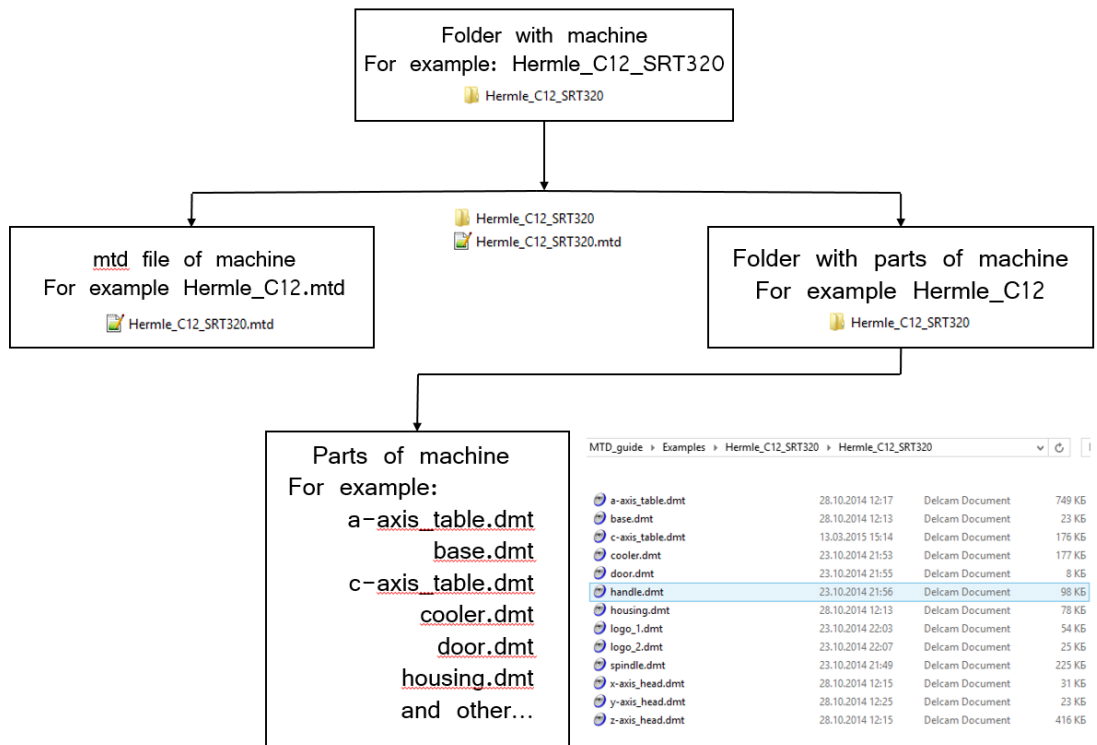 Folder with machine
For example: Hermle_C12_SRT320
Hermle_C12_SRT320
Hermle_C12_SRT320
Hermle_C12_SRT320.mtd
mtd file of machine
For example Hermle_C12.mtd
Hermle_C12_SRT320.mtd
Folder with parts of machine
For example Hermle_C12
Hermle_C12_SRT320
Parts of machine
For example:
a-axis_table.dmt
base.dmt
c-axis_table.dmt
cooler.dmt
door.dmt
housing.dmt
and other...
MTD_guide Examples Hermle_C12_SRT320 Hermle_C12_SRT320
a-axis_table.dmt 28.10.2014 12:17 Delcam Document 749 КБ
base.dmt 28.10.2014 12:13 Delcam Document 23 КБ
c-axis_table.dmt 13.03.2015 15:14 Delcam Document 176 КБ
cooler.dmt 23.10.2014 21:53 Delcam Document 177 КБ
door.dmt 23.10.2014 21:55 Delcam Document 8 КБ
handle.dmt 23.10.2014 21:56 Delcam Document 98 КБ
housing.dmt 28.10.2014 12:13 Delcam Document 78 КБ
logo_1.dmt 23.10.2014 22:03 Delcam Document 54 КБ
logo_2.dmt 23.10.2014 22:07 Delcam Document 25 КБ
spindle.dmt 23.10.2014 21:49 Delcam Document 225 КБ
x-axis_head.dmt 28.10.2014 12:15 Delcam Document 31 КБ
y-axis_head.dmt 28.10.2014 12:25 Delcam Document 23 КБ
z-axis_head.dmt 28.10.2014 12:15 Delcam Document 416 КБ